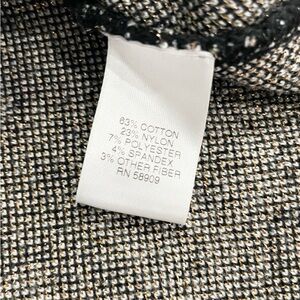 63% COTTON
23% NYLON
7% POLYESTER
4% SPANDEX
3% OTHER FIBER
RN 58909